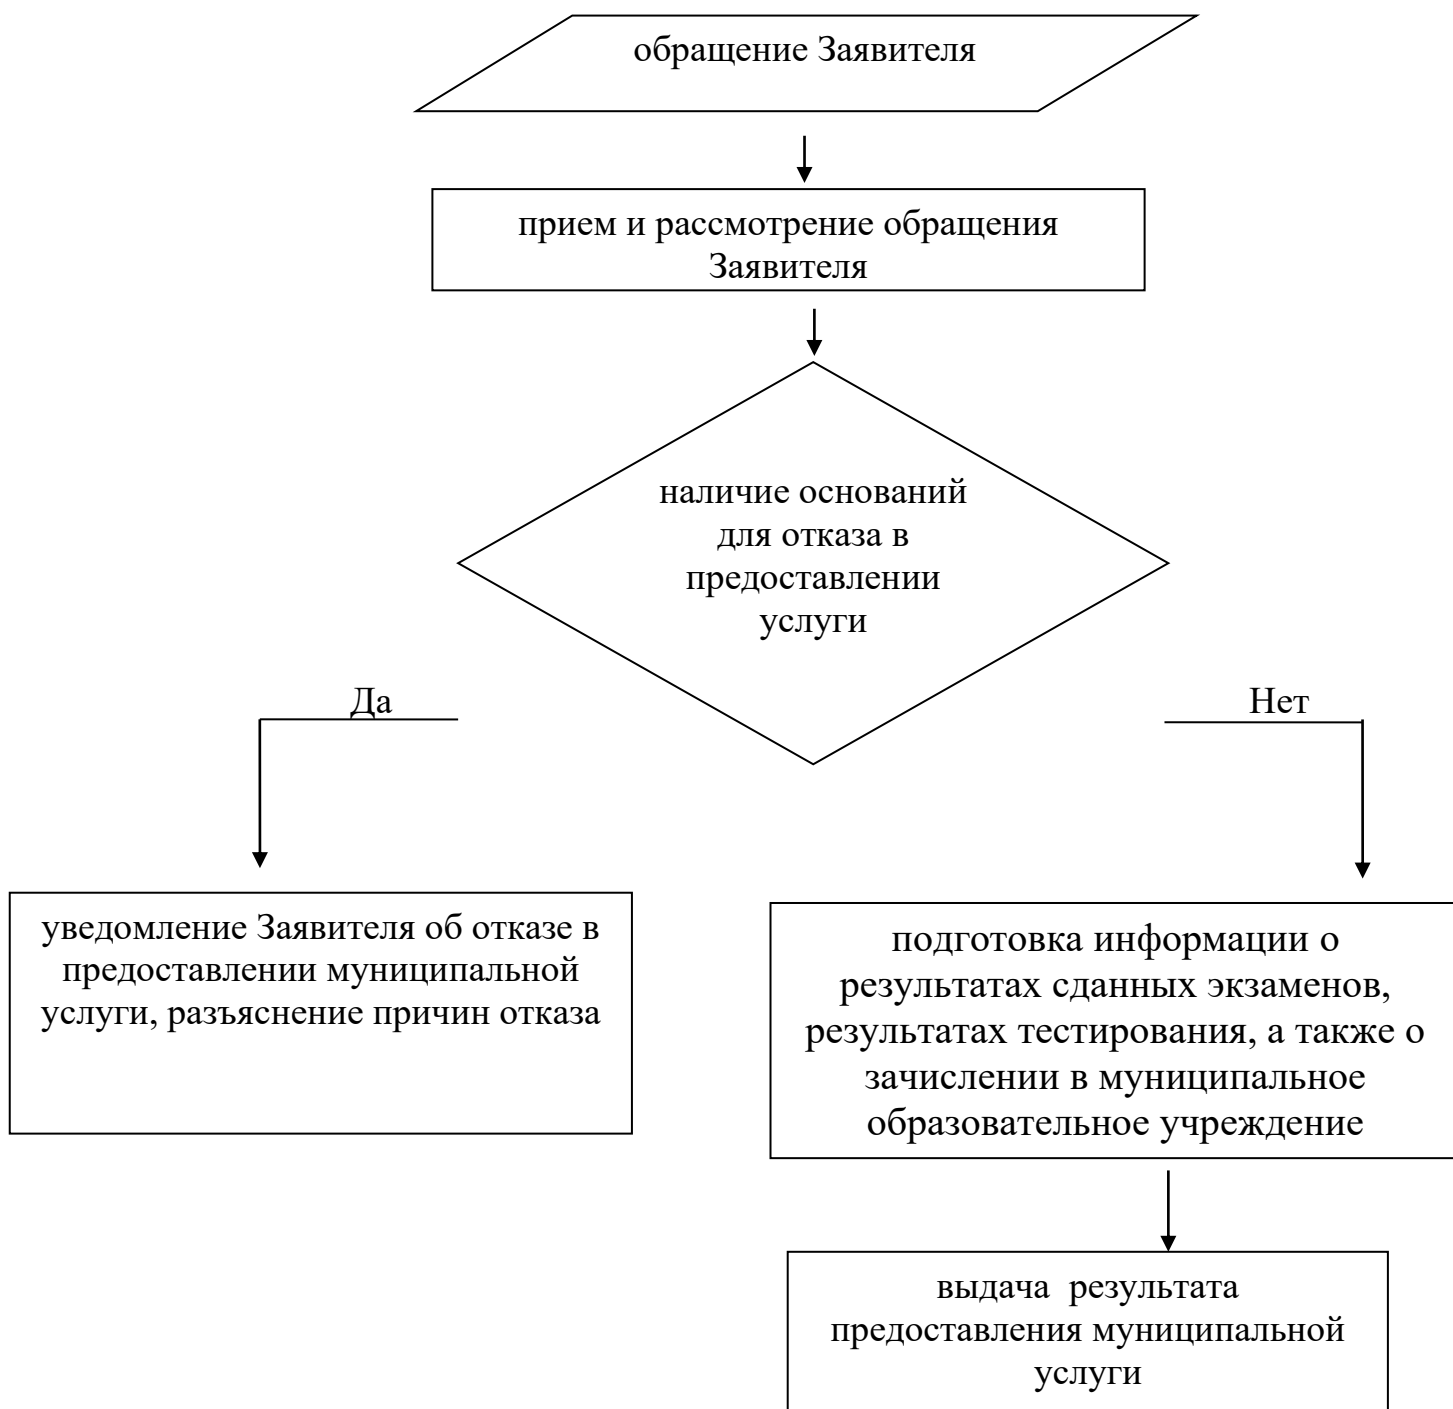 обращение Заявителя
прием и рассмотрение обращения
Заявителя
наличие оснований
для отказа в
предоставлении
услуги
Да
Нет
уведомление Заявителя об отказе в
предоставлении муниципальной
услуги, разъяснение причин отказа
подготовка информации о
результатах сданных экзаменов,
результатах тестирования, а также о
зачислении в муниципальное
образовательное учреждение
выдача  результата
предоставления муниципальной
услуги